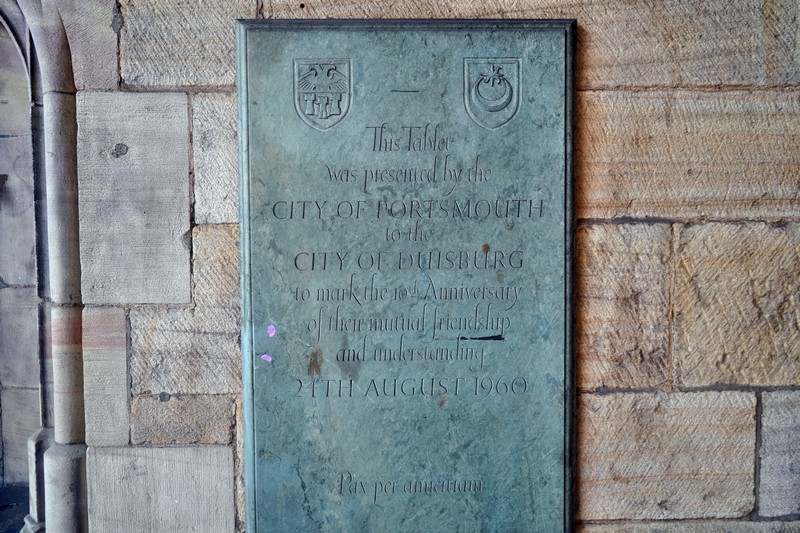 This Tablet
was presented by the
CITY OF PORTSMOUTH
to the
CITY OF DUISBURG
to mark the 10th Anniversary
of their mutual friendship
and understanding
24TH AUGUST 1960
Pax per amicitiam